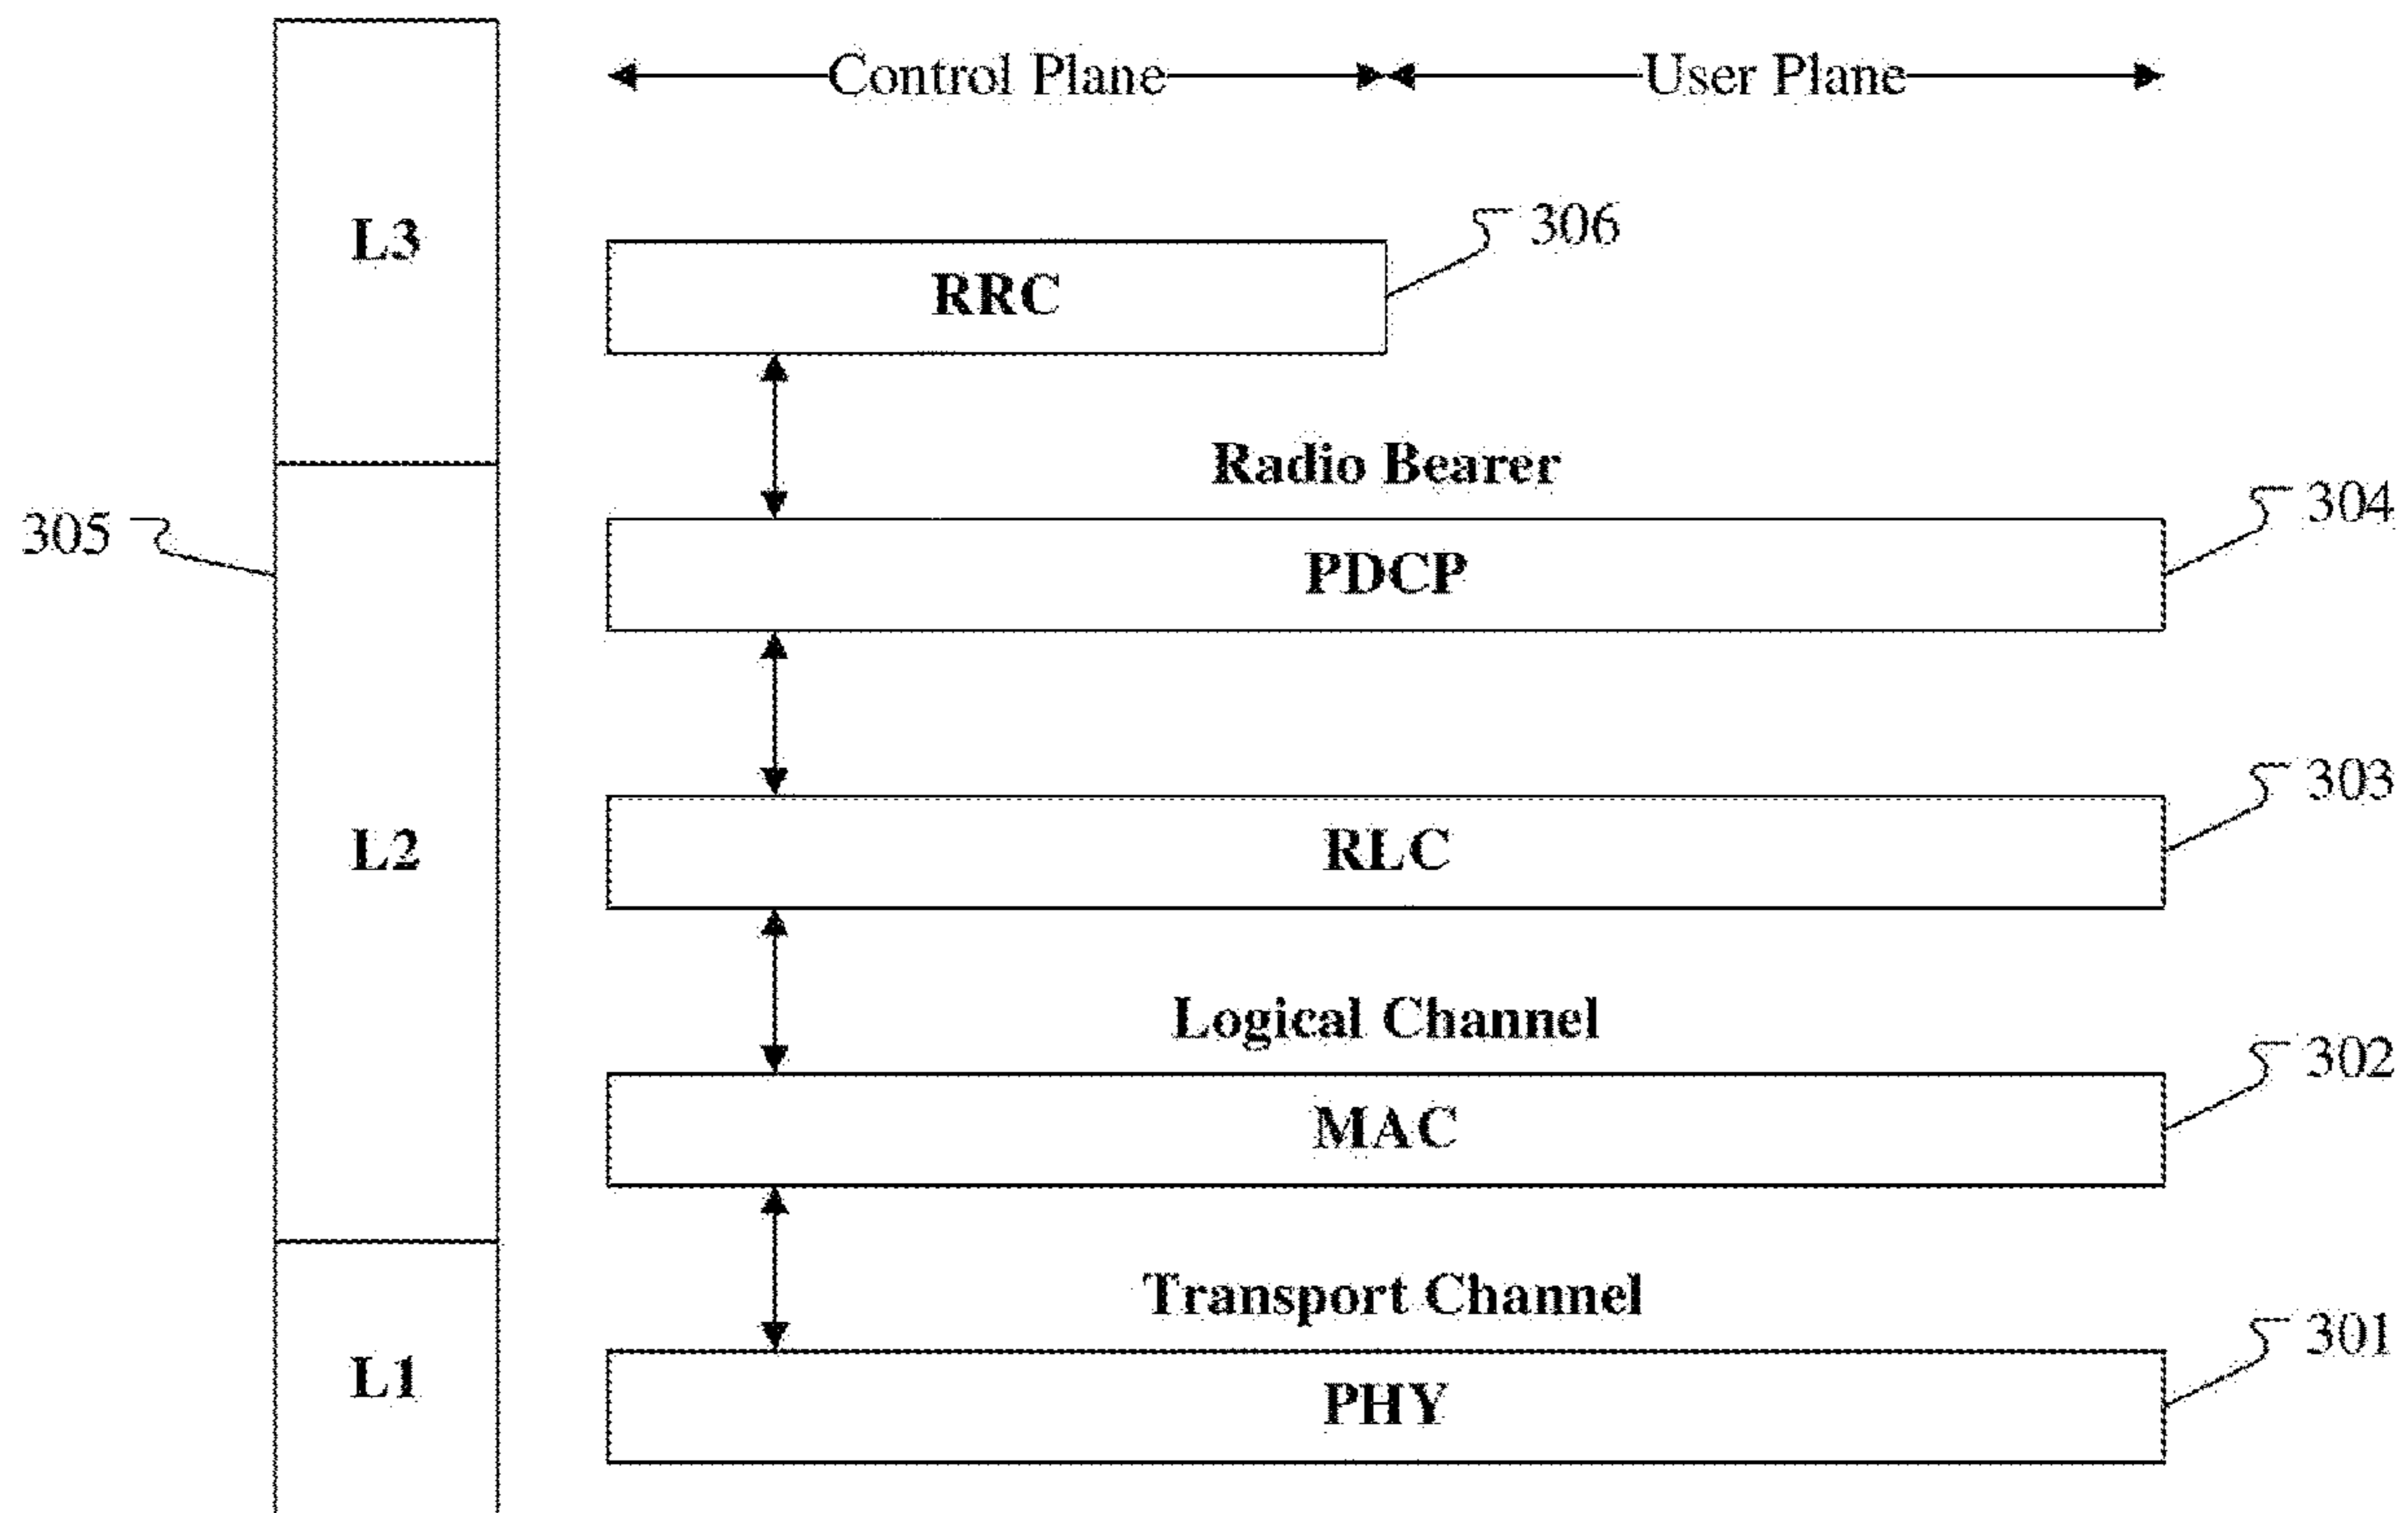 Control Plane User Plane
L3
306
RRC
Radio Bearer
304
305
PDCP
303
L2
RLC
Logical Channel
302
MAC
Transport Channel
301
L1
PHY